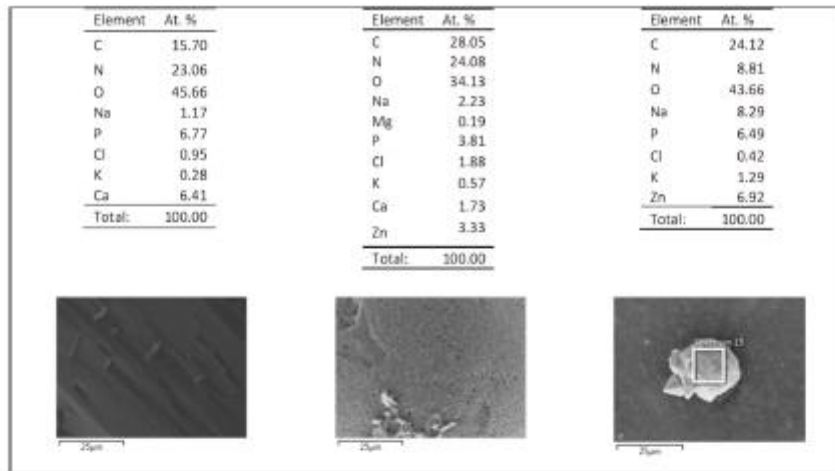 Element At. %
C 15.70
N 23.06
O 45.66
Na 1.17
P 6.77
Cl 0.95
K 0.28
Ca 6.41
Total: 100.00
Element At. %
C 28.05
N 24.08
O 34.13
Na 2.23
Mg 0.19
P 3.81
Cl 1.88
K 0.57
Ca 1.73
Zn 3.33
Total: 100.00
Element At. %
C 24.12
N 8.81
O 43.66
Na 8.29
P 6.49
Cl 0.42
K 1.29
Zn 6.92
Total: 100.00
25µm
25µm
25µm